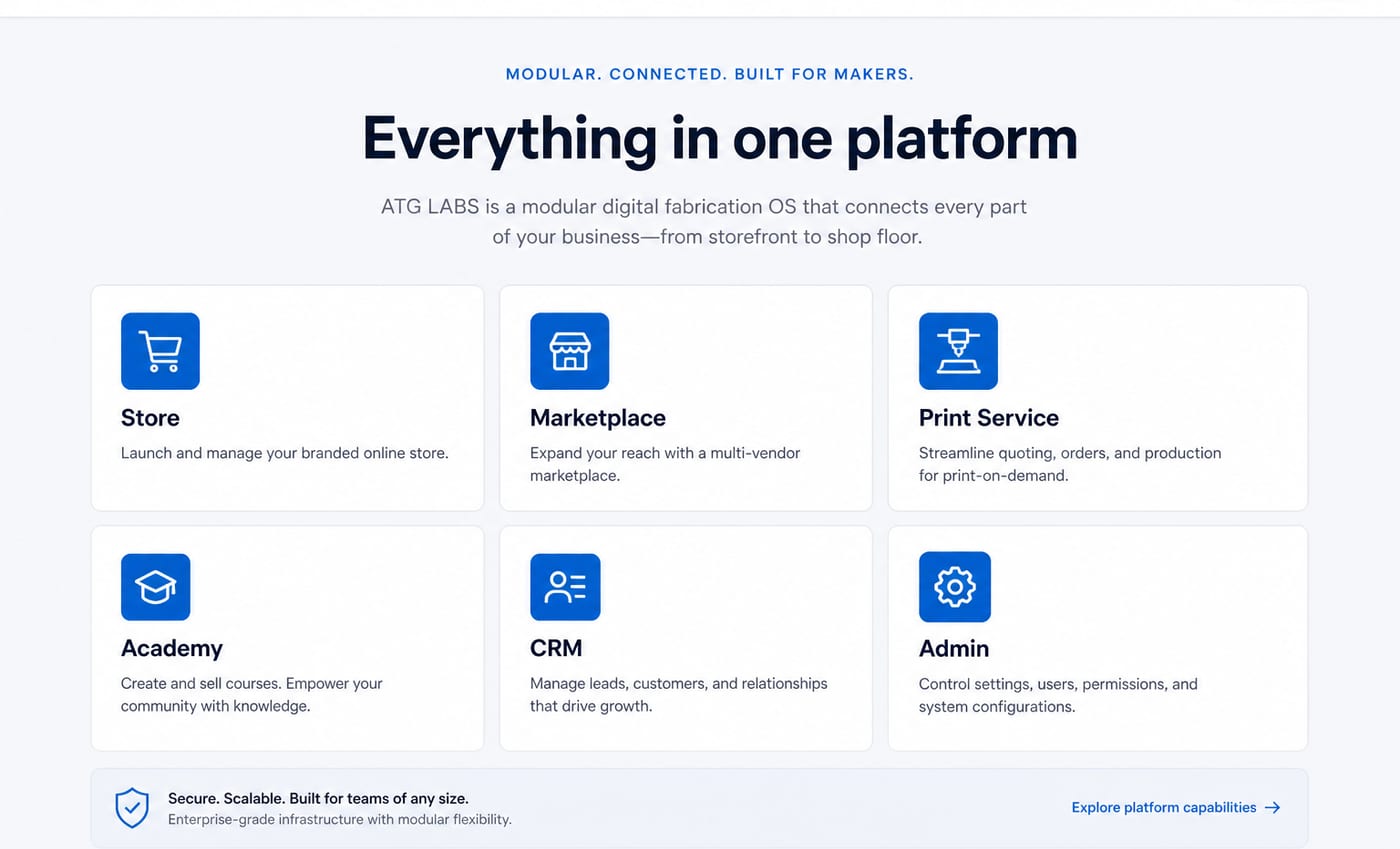 MODULAR. CONNECTED. BUILT FOR MAKERS.
Everything in one platform
ATG LABS is a modular digital fabrication OS that connects every part
of your business—from storefront to shop floor.
Store
Launch and manage your branded online store.
Marketplace
Expand your reach with a multi-vendor
marketplace.
Print Service
Streamline quoting, orders, and production
for print-on-demand.
Academy
Create and sell courses. Empower your
community with knowledge.
CRM
Manage leads, customers, and relationships
that drive growth.
Admin
Control settings, users, permissions, and
system configurations.
Secure. Scalable. Built for teams of any size.
Enterprise-grade infrastructure with modular flexibility.
Explore platform capabilities →